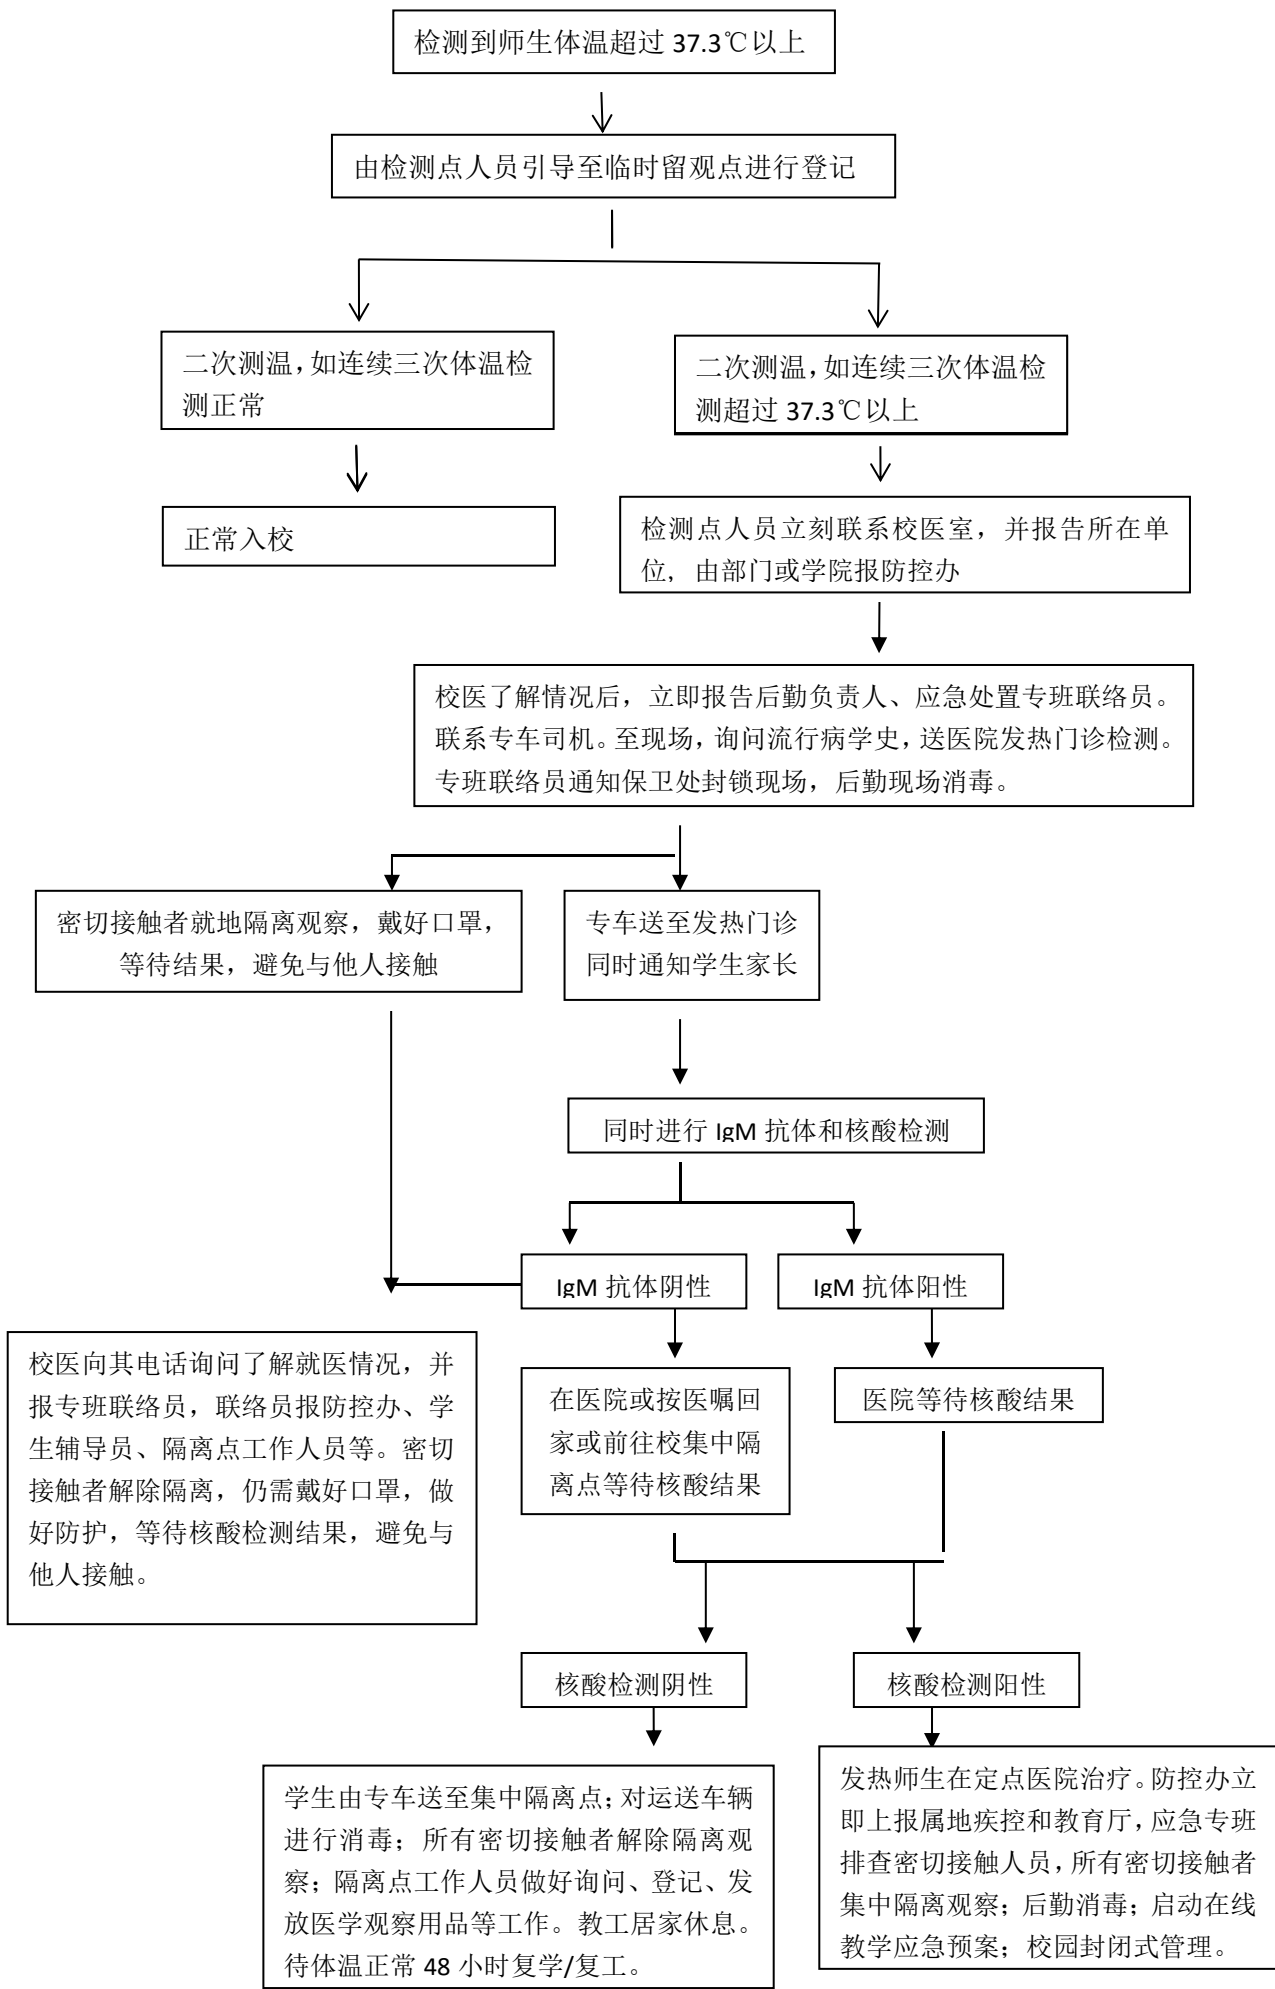 检测到师生体温超过 37.3℃以上
由检测点人员引导至临时留观点进行登记
二次测温，如连续三次体温检
测正常
二次测温，如连续三次体温检
测超过 37.3℃以上
正常入校
检测点人员立刻联系校医室，并报告所在单
位，由部门或学院报防控办
校医了解情况后，立即报告后勤负责人、应急处置专班联络员。
联系专车司机。至现场，询问流行病学史，送医院发热门诊检测。
专班联络员通知保卫处封锁现场，后勤现场消毒。
密切接触者就地隔离观察，戴好口罩，
等待结果，避免与他人接触
专车送至发热门诊
同时通知学生家长
同时进行 IgM 抗体和核酸检测
IgM 抗体阴性
IgM 抗体阳性
校医向其电话询问了解就医情况，并
报专班联络员，联络员报防控办、学
生辅导员、隔离点工作人员等。密切
接触者解除隔离，仍需戴好口罩，做
好防护，等待核酸检测结果，避免与
他人接触。
在医院或按医嘱回
家或前往校集中隔
离点等待核酸结果
医院等待核酸结果
核酸检测阴性
核酸检测阳性
学生由专车送至集中隔离点；对运送车辆
进行消毒；所有密切接触者解除隔离观
察；隔离点工作人员做好询问、登记、发
放医学观察用品等工作。教工居家休息。
待体温正常 48 小时复学/复工。
发热师生在定点医院治疗。防控办立
即上报属地疾控和教育厅，应急专班
排查密切接触人员，所有密切接触者
集中隔离观察；后勤消毒；启动在线
教学应急预案；校园封闭式管理。